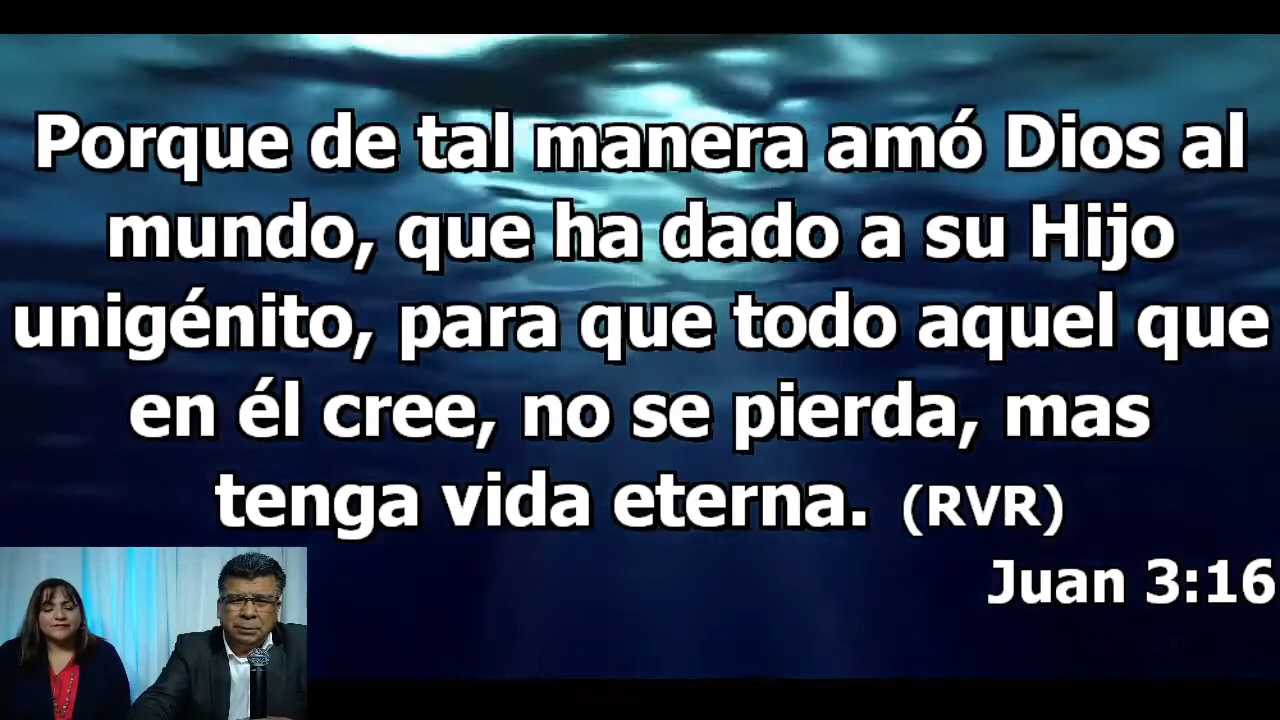 Porque de tal manera amó Dios al
mundo, que ha dado a su Hijo
unigénito, para que todo aquel que
en él cree, no se pierda, mas
tenga vida eterna. (RVR)
Juan 3:16